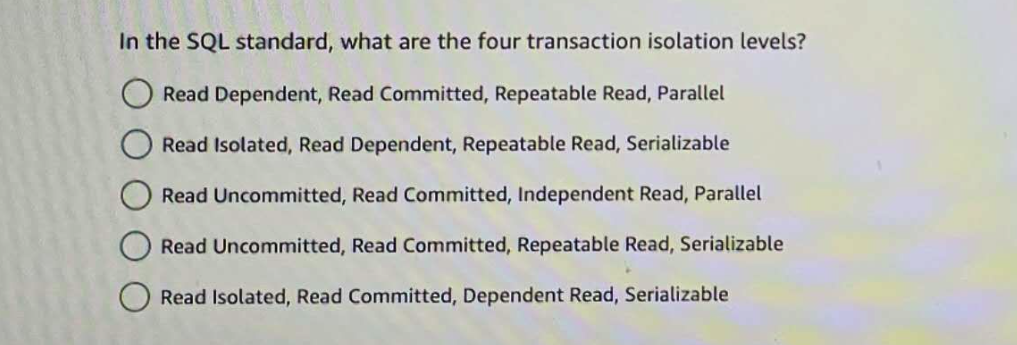 In the SQL standard, what are the four transaction isolation levels?
Read Dependent, Read Committed, Repeatable Read, Parallel
Read Isolated, Read Dependent, Repeatable Read, Serializable
Read Uncommitted, Read Committed, Independent Read, Parallel
Read Uncommitted, Read Committed, Repeatable Read, Serializable
Read Isolated, Read Committed, Dependent Read, Serializable